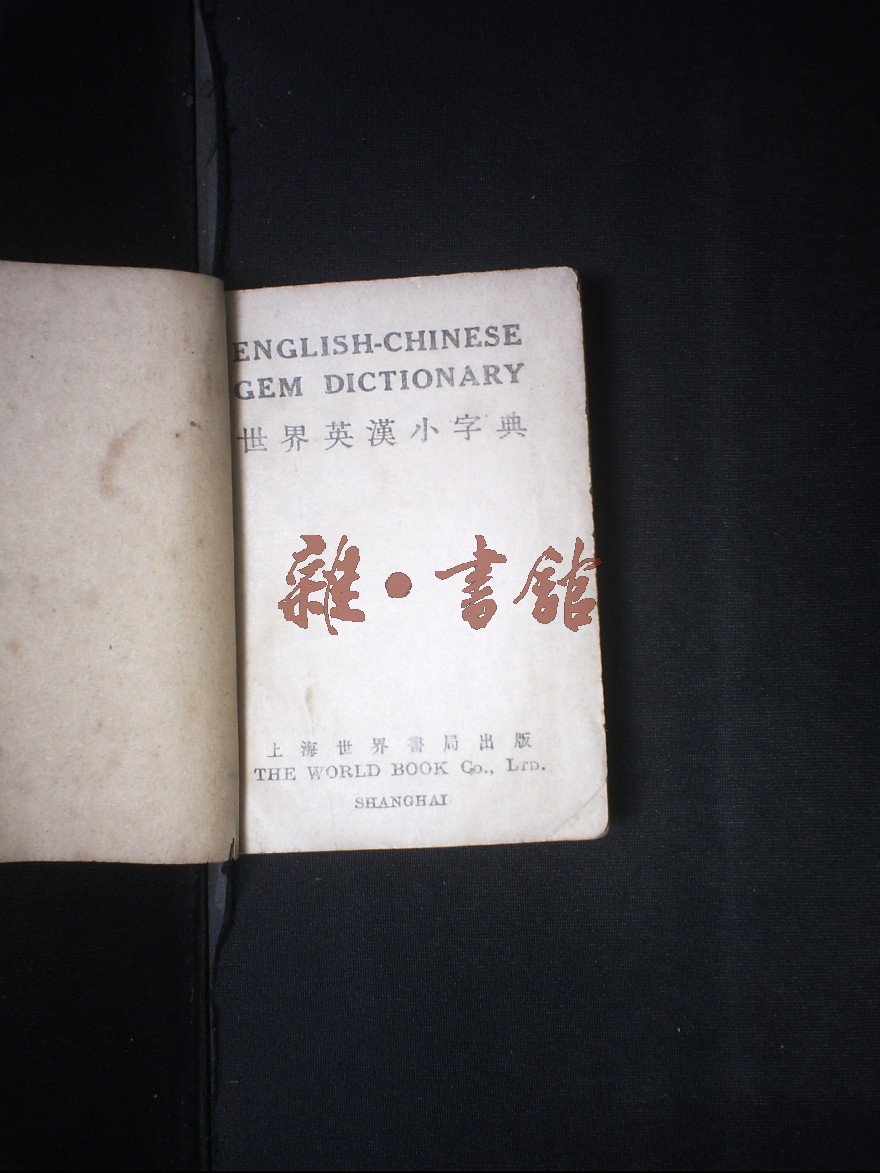 ENGLISH-CHINESE
GEM DICTIONARY
世界英漢小字典
雜·書館
上海世界書局出版
THE WORLD BOOK Co., LTD.
SHANGHAI